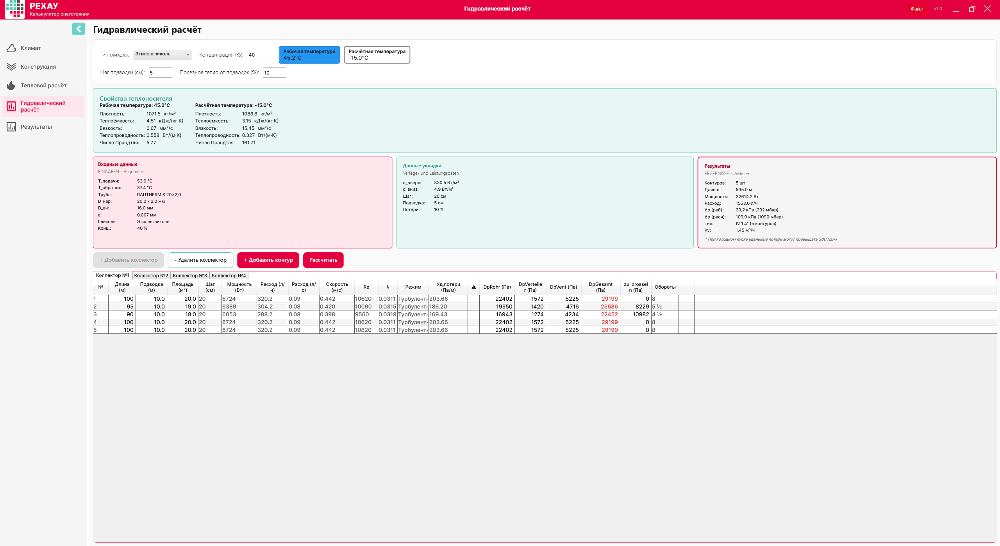 РЕХАУ
Калькулятор снеготаяния
Гидравлический расчёт
Файл
v1.0
Климат
Конструкция
Тепловой расчёт
Гидравлический
расчёт
Результаты
Гидравлический расчёт
Тип гликоля: Этиленгликоль Концентрация (%): 40
Рабочая температура
45.2°C
Расчётная температура
-15.0°C
Шаг подводки (см): 5 Полезное тепло от подводок (%): 10
Свойства теплоносителя
Рабочая температура: 45.2°C Расчётная температура: -15.0°C
Плотность: 1071.5 кг/м³ Плотность: 1086.6 кг/м³
Теплоёмкость: 4.51 кДж/(кг·К) Теплоёмкость: 3.15 кДж/(кг·К)
Вязкость: 0.67 мм²/с Вязкость: 15.45 мм²/с
Теплопроводность: 0.558 Вт/(м·К) Теплопроводность: 0.327 Вт/(м·К)
Число Прандтля: 5.77 Число Прандтля: 161.71
Входные данные
EINGABEN - Allgemein
T_подачи: 53.0 °C
T_обратки: 37.4 °C
Труба: RAUTHERM S 20×2,0
D_нар: 20.0 × 2.0 мм
D_вн: 16.0 мм
ε: 0.007 мм
Гликоль: Этиленгликоль
Конц.: 40 %
Данные укладки
Verlege- und Leistungsdaten
q_вверх: 330.5 Вт/м²
q_вниз: 4.9 Вт/м²
Шаг: 20 см
Подводка: 5 см
Потери: 10 %
Результаты
ERGEBNISSE - Verteiler
Контуров: 5 шт
Длина: 535.0 м
Мощность: 32614.2 Вт
Расход: 1553.0 л/ч
Δp (раб): 29,2 кПа (292 мбар)
Δp (расч): 109,0 кПа (1090 мбар)
Тип: IV 1¼" (5 контуров)
Kv: 1.45 м³/ч
* При холодном пуске удельные потери могут превышать 300 Па/м
+ Добавить коллектор - Удалить коллектор + Добавить контур Рассчитать
Коллектор №1 Коллектор №2 Коллектор №3 Коллектор №4
№ Длина (м) Подводка (м) Площадь (м²) Шаг (см) Мощность (Вт) Расход (л/ч) Расход (л/с) Скорость (м/с) Re λ Режим Уд.потери (Па/м) ⚠ DpRohr (Па) DpVerteiler (Па) DpVent (Па) DpGesamt (Па) zu_drosseln (Па) Обороты
1 100 10.0 20.0 20 6724 320.2 0.09 0.442 10620 0.0311 Турбулентн 203.66 22402 1572 5225 29199 0 8
2 95 10.0 19.0 20 6389 304.2 0.08 0.420 10090 0.0315 Турбулентн 186.20 19550 1420 4716 25686 8229 5 ½
3 90 10.0 18.0 20 6053 288.2 0.08 0.398 9560 0.0319 Турбулентн 169.43 16943 1274 4234 22452 10982 4 ½
4 100 10.0 20.0 20 6724 320.2 0.09 0.442 10620 0.0311 Турбулентн 203.66 22402 1572 5225 29199 0 8
5 100 10.0 20.0 20 6724 320.2 0.09 0.442 10620 0.0311 Турбулентн 203.66 22402 1572 5225 29199 0 8